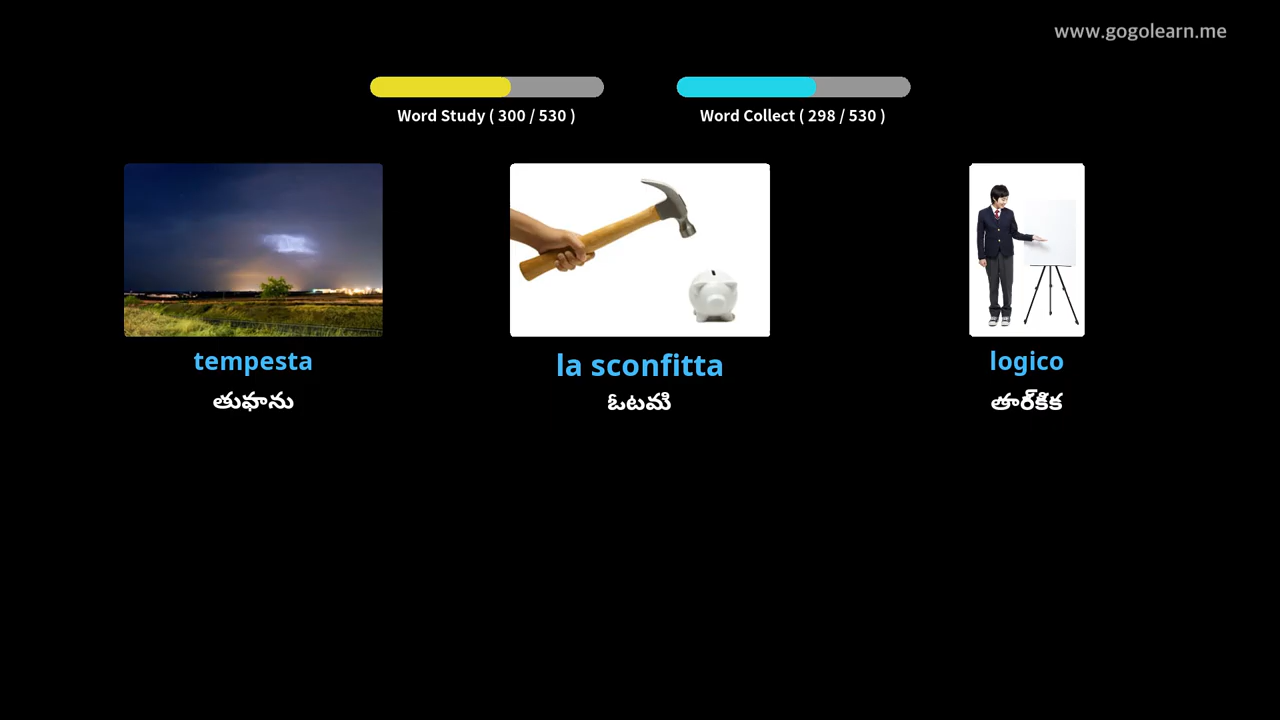 www.gogolearn.me
Word Study ( 300 / 530 )
Word Collect ( 298 / 530 )
tempesta
la sconfitta
logico
తుఫాను
ఓటమి
తార్కిక